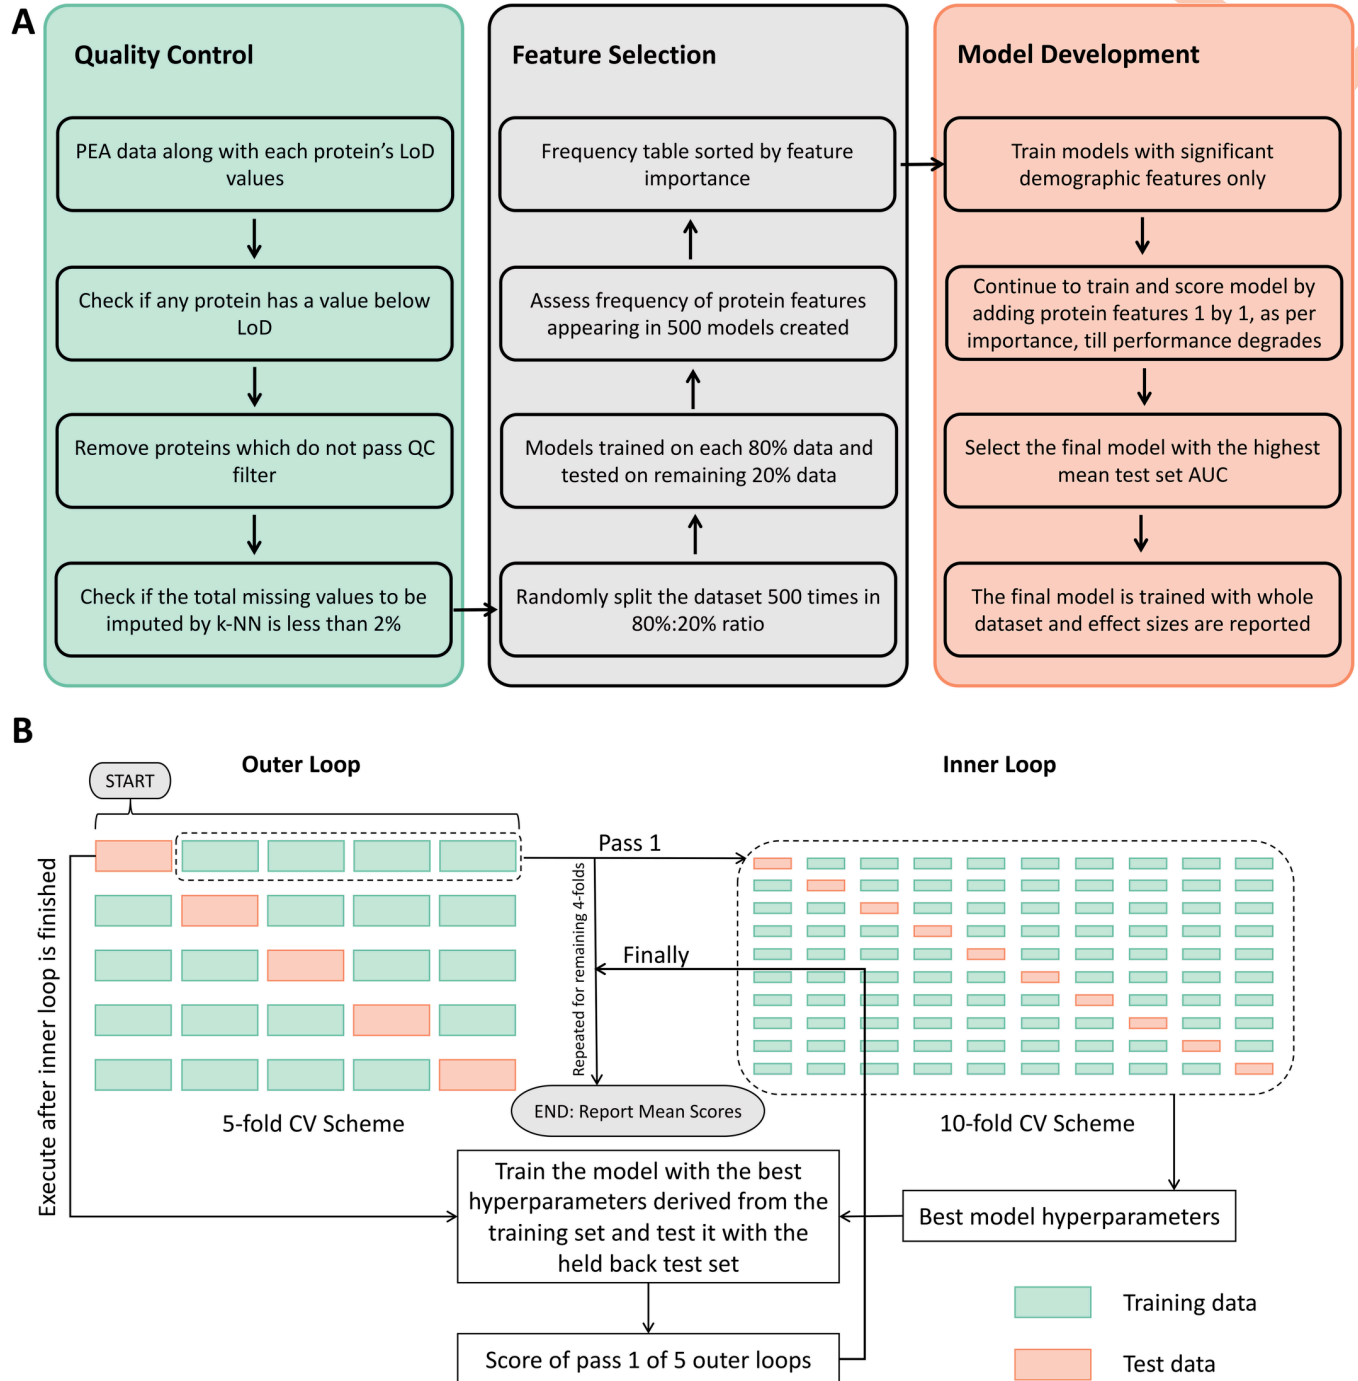 A
Quality Control
PEA data along with each protein's LoD
values
Check if any protein has a value below
LoD
Remove proteins which do not pass QC
filter
Check if the total missing values to be
imputed by k-NN is less than 2%
Feature Selection
Frequency table sorted by feature
importance
Assess frequency of protein features
appearing in 500 models created
Models trained on each 80% data and
tested on remaining 20% data
Randomly split the dataset 500 times in
80%:20% ratio
Model Development
Train models with significant
demographic features only
Continue to train and score model by
adding protein features 1 by 1, as per
importance, till performance degrades
Select the final model with the highest
mean test set AUC
The final model is trained with whole
dataset and effect sizes are reported
B
Outer Loop
Inner Loop
START
Pass 1
Repeated for remaining 4-folds
Finally
Execute after inner loop is finished
END: Report Mean Scores
5-fold CV Scheme
10-fold CV Scheme
Train the model with the best
hyperparameters derived from the
training set and test it with the
held back test set
Best model hyperparameters
Score of pass 1 of 5 outer loops
Training data
Test data